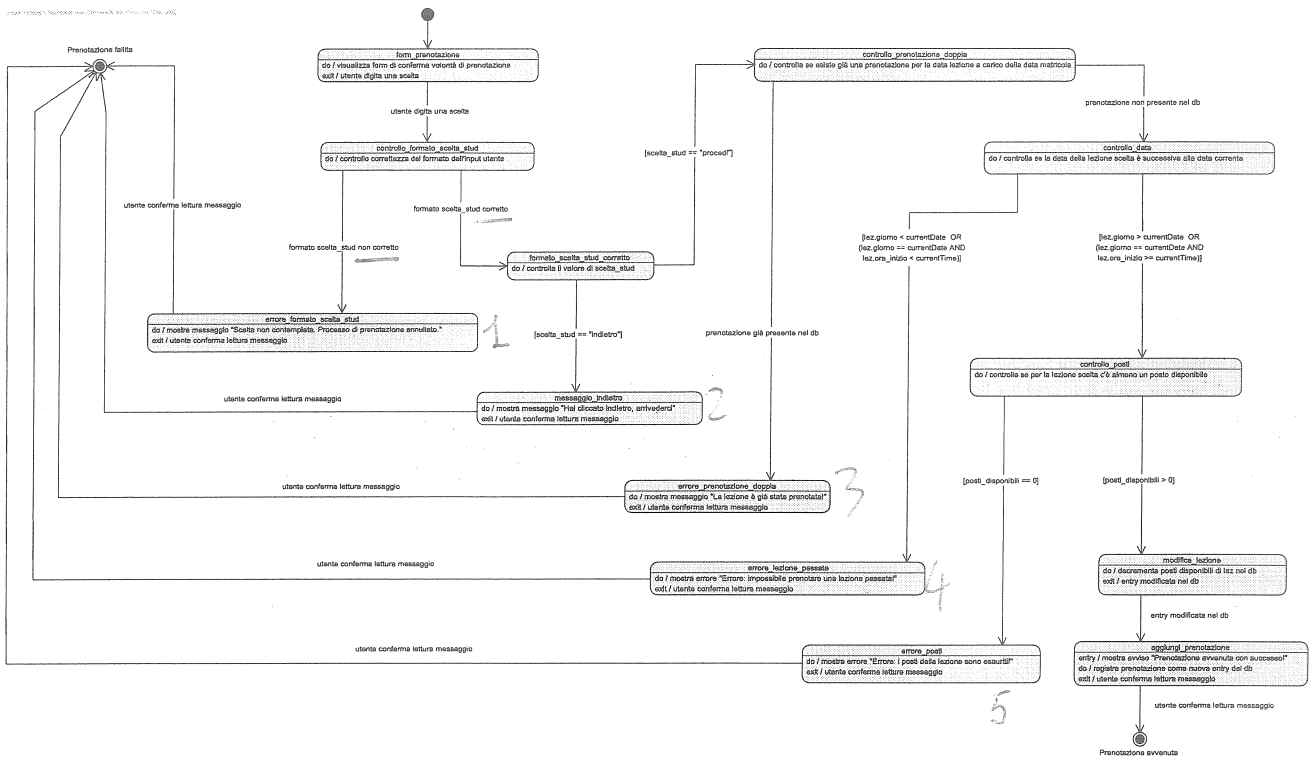 Prenotazione fallita
form_prenotazione
do / visualizza form di conferma volontà di prenotazione
exit / utente digita una scelta
utente digita una scelta
controllo_formato_scelta_stud
do / controllo correttezza del formato dell'input utente
utente conferma lettura messaggio
formato scelta_stud non corretto
formato scelta_stud corretto
formato_scelta_stud_corretto
do / controlla il valore di scelta_stud
errore_formato_scelta_stud
do / mostra messaggio "Scelta non contemplata. Processo di prenotazione annullato."
exit / utente conferma lettura messaggio
1
[scelta_stud == "indietro"]
messaggio_indietro
do / mostra messaggio "Hai cliccato indietro, arrivederci"
exit / utente conferma lettura messaggio
2
utente conferma lettura messaggio
[scelta_stud == "procedi"]
controllo_prenotazione_doppia
do / controlla se esiste già una prenotazione per la data lezione a carico della data matricola
prenotazione già presente nel db
errore_prenotazione_doppia
do / mostra messaggio "La lezione è già stata prenotata!"
exit / utente conferma lettura messaggio
3
utente conferma lettura messaggio
prenotazione non presente nel db
controllo_data
do / controlla se la data della lezione scelta è successiva alla data corrente
[lez.giorno < currentDate OR
(lez.giorno == currentDate AND
lez.ora_inizio < currentTime)]
errore_lezione_passata
do / mostra errore "Errore: impossibile prenotare una lezione passata!"
exit / utente conferma lettura messaggio
4
utente conferma lettura messaggio
[lez.giorno > currentDate OR
(lez.giorno == currentDate AND
lez.ora_inizio >= currentTime)]
controllo_posti
do / controlla se per la lezione scelta c'è almeno un posto disponibile
[posti_disponibili == 0]
errore_posti
do / mostra errore "Errore: i posti della lezione sono esauriti!"
exit / utente conferma lettura messaggio
5
utente conferma lettura messaggio
[posti_disponibili > 0]
modifica_lezione
do / decrementa posti disponibili di lez nel db
exit / entry modificata nel db
entry modificata nel db
aggiungi_prenotazione
entry / mostra avviso "Prenotazione avvenuta con successo!"
do / registra prenotazione come nuova entry del db
exit / utente conferma lettura messaggio
utente conferma lettura messaggio
Prenotazione avvenuta